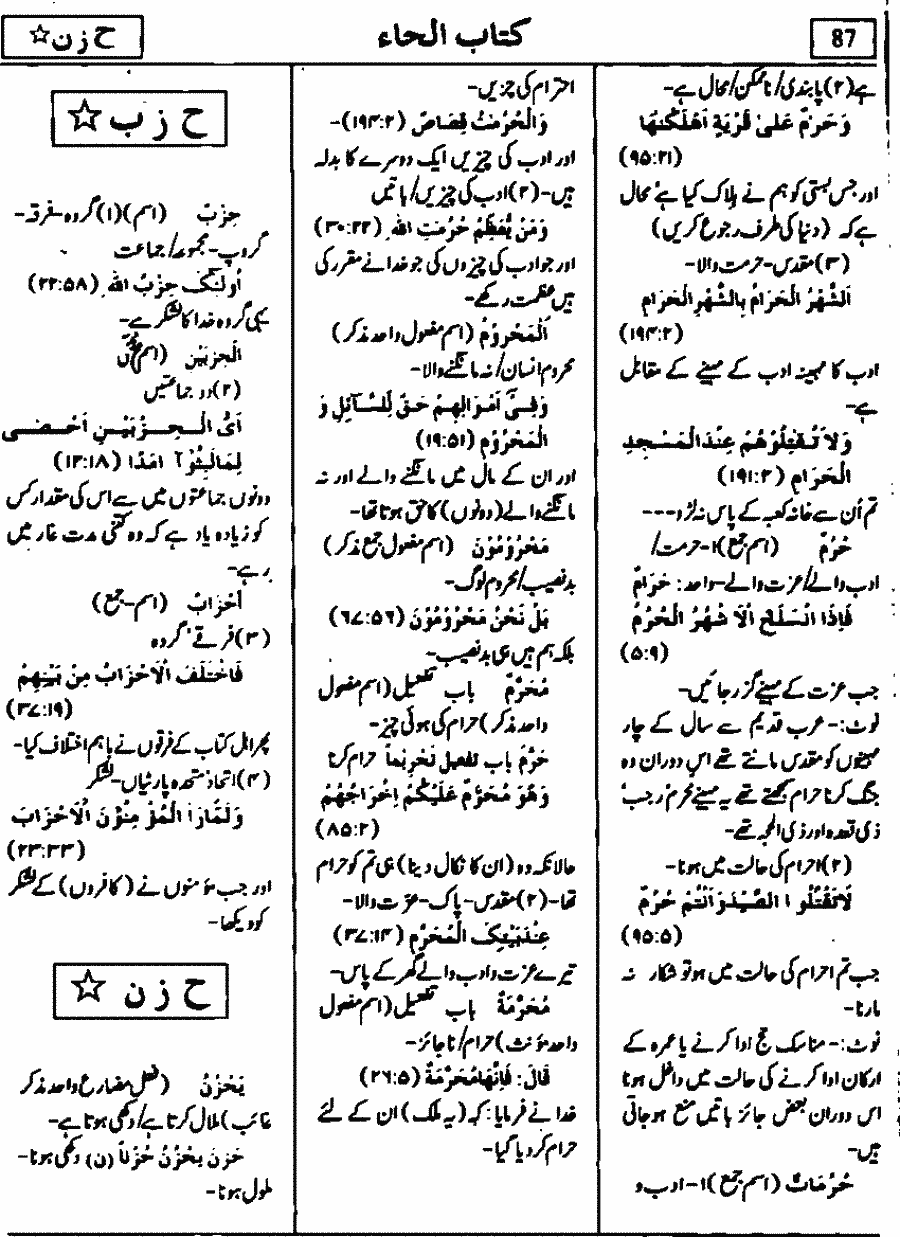 87
کتاب الحاء
ح ز ن ☆
ہے (۲) پابندی/ ناممکن/ محال ہے-
وَ حَرٰمٌ عَلیٰ قَرْيَةٍ اَهْلَكْنٰهَا
(۹۵:۲۱)
اور جس بستی کو ہم نے ہلاک کیا ہے محال
ہے کہ (دنیا کی طرف رجوع کریں)
(۳) مقدس- حرمت والا-
اَلشَّهْرُ الْحَرَامُ بِالشَّهْرِ الْحَرَامِ
(۱۹۴:۲)
ادب کا مہینہ ادب کے مہینے کے مقابل
ہے-
وَلاَ تُقٰتِلُوْهُمْ عِنْدَ الْمَسْجِدِ
الْحَرَامِ (۱۹۱:۲)
تم اُن سے خانہ کعبہ کے پاس نہ لڑو---
حُرُمٌ (اسم جمع) ۱- حرمت/
ادب والے/ عزت والے- واحد: حَرَامٌ
فَاِذَا انْسَلَخَ الْاَ شْهُرُ الْحُرُمُ
(۵:۹)
جب عزت کے مہینے گزر جائیں-
نوٹ:- عرب قدیم سے سال کے چار
مہینوں کو مقدس مانتے تھے اس دوران وہ
جنگ کرنا حرام سمجھتے تھے یہ مہینے محرم رجب
ذی قعدہ اور ذی الحجہ تھے-
(۲) احرام کی حالت میں ہونا-
لَا تَقْتُلُو ا الصَّيْدَ وَ اَنْتُمْ حُرُمٌ
(۹۵:۵)
جب تم احرام کی حالت میں ہو تو شکار نہ
مارنا-
نوٹ:- مناسک حج ادا کرنے یا عمرہ کے
ارکان ادا کرنے کی حالت میں داخل ہونا
اس دوران بعض جائز باتیں منع ہو جاتی
ہیں-
حُرُمَاتٌ (اسم جمع) ۱- ادب و
احترام کی چیزیں-
وَالْحُرُمٰتُ قِصَاصٌ (۱۹۴:۲)-
اور ادب کی چیزیں ایک دوسرے کا بدلہ
ہیں- (۲) ادب کی چیزیں/ باتیں
وَمَنْ يُّعَظِّمْ حُرُمٰتِ اللّٰهِ (۳۰:۲۲)
اور جو ادب کی چیزوں کی جو خدا نے مقرر کی
ہیں عظمت رکھے-
اَلْمَحْرُوْمُ (اسم مفعول واحد مذکر)
محروم انسان/ نہ مانگنے والا-
وَفِیْٓ اَمْوَالِهِمْ حَقٌّ لِّلسَّآئِلِ وَ
الْمَحْرُوْمِ (۱۹:۵۱)
اور ان کے مال میں مانگنے والے اور نہ
مانگنے والے (دونوں) کا حق ہوتا تھا-
مَحْرُوْمُوْنَ (اسم مفعول جمع مذکر)
بدنصیب/ محروم لوگ-
بَلْ نَحْنُ مَحْرُوْمُوْنَ (۶۷:۵۶)
بلکہ ہم ہیں ہی بدنصیب-
مُحَرَّمٌ باب تفعیل (اسم مفعول
واحد مذکر) حرام کی ہوئی چیز-
حَرَّمَ باب تفعیل تَحْرِيْماً حرام کرنا
وَهُوَ مُحَرَّمٌ عَلَيْكُمْ اِخْرَاجُهُمْ
(۸۵:۲)
حالانکہ وہ (ان کا نکال دینا) ہی تم کو حرام
تھا- (۲) مقدس- پاک- عزت والا-
عِنْدَ بَيْتِكَ الْمُحَرَّمِ (۳۷:۱۴)
تیرے عزت و ادب والے گھر کے پاس-
مُحَرَّمَةٌ باب تفعیل (اسم مفعول
واحد مؤنث) حرام/ ناجائز-
قَالَ: فَاِنَّهَا مُحَرَّمَةٌ (۲۶:۵)
خدا نے فرمایا: کہ (یہ ملک) ان کے لئے
حرام کر دیا گیا-
ح ز ب ☆
حِزْبٌ (اسم) (۱) گروہ- فرقہ-
گروپ- مجموعہ/ جماعت
اُولٰٓئِکَ حِزْبُ اللّٰهِ (۲۲:۵۸)
یہی گروہ خدا کا لشکر ہے-
الْحِزْبَيْنِ (اسم
(۲) دو جماعتیں
اَیُّ الْحِزْبَيْنِ اَحْصٰى
لِمَا لَبِثُوْ آ اَمَدًا (۱۲:۱۸)
دونوں جماعتوں میں سے اس کی مقدار کس
کو زیادہ یاد ہے کہ وہ کتنی مدت غار میں
رہے-
اَحْزَابٌ (اسم- جمع)
(۳) فرقے' گروہ
فَاخْتَلَفَ الْاَحْزَابُ مِنْ بَيْنِهِمْ
(۳۷:۱۹)
پھر اہل کتاب کے فرقوں نے باہم اختلاف کیا-
(۴) اتحاد متحدہ پارٹیاں- لشکر
وَلَمَّا رَاَ ا الْمُؤْ مِنُوْنَ الْاَحْزَابَ
(۲۲:۳۳)
اور جب مؤمنوں نے (کافروں) کے لشکر
کو دیکھا-
ح ز ن ☆
يَحْزُنُ (فعل مضارع واحد مذکر
غائب) ملال کرتا ہے/ دکھی ہوتا ہے-
حَزِنَ يَحْزُنُ حُزْناً (ن) دکھی ہونا-
ملول ہونا-